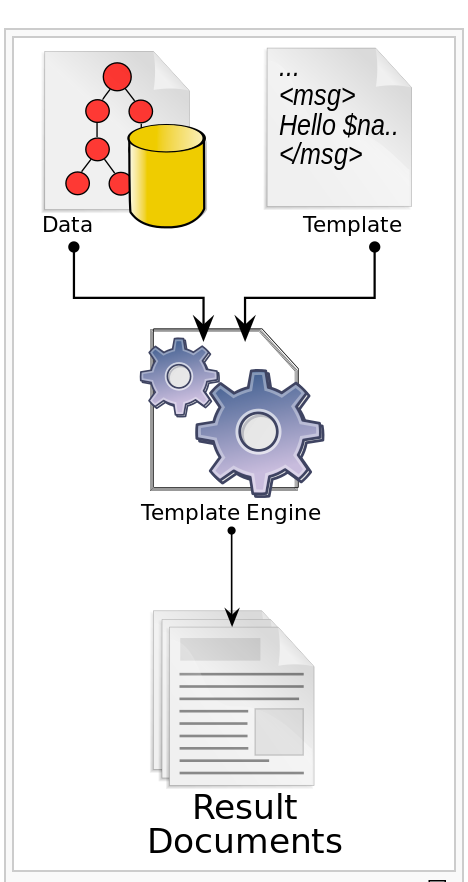 ...
<msg>
Hello $na..
</msg>
Data
Template
Template Engine
Result
Documents